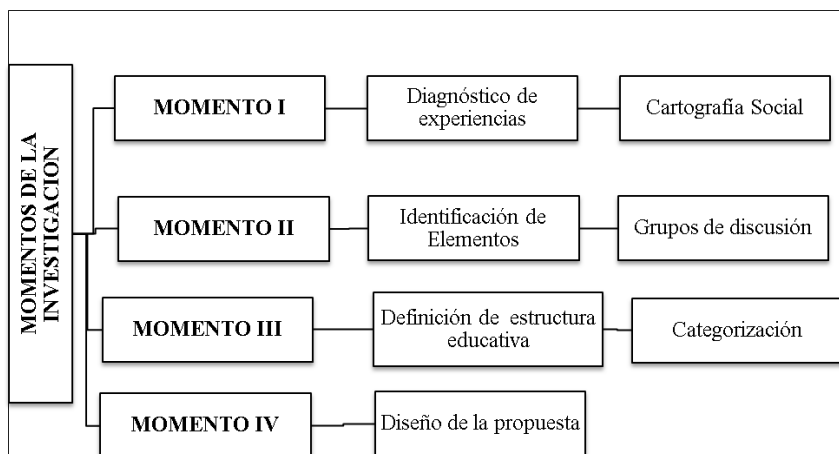 MOMENTOS DE LA
INVESTIGACION
MOMENTO I
Diagnóstico de
experiencias
Cartografía Social
MOMENTO II
Identificación de
Elementos
Grupos de discusión
MOMENTO III
Definición de estructura
educativa
Categorización
MOMENTO IV
Diseño de la propuesta